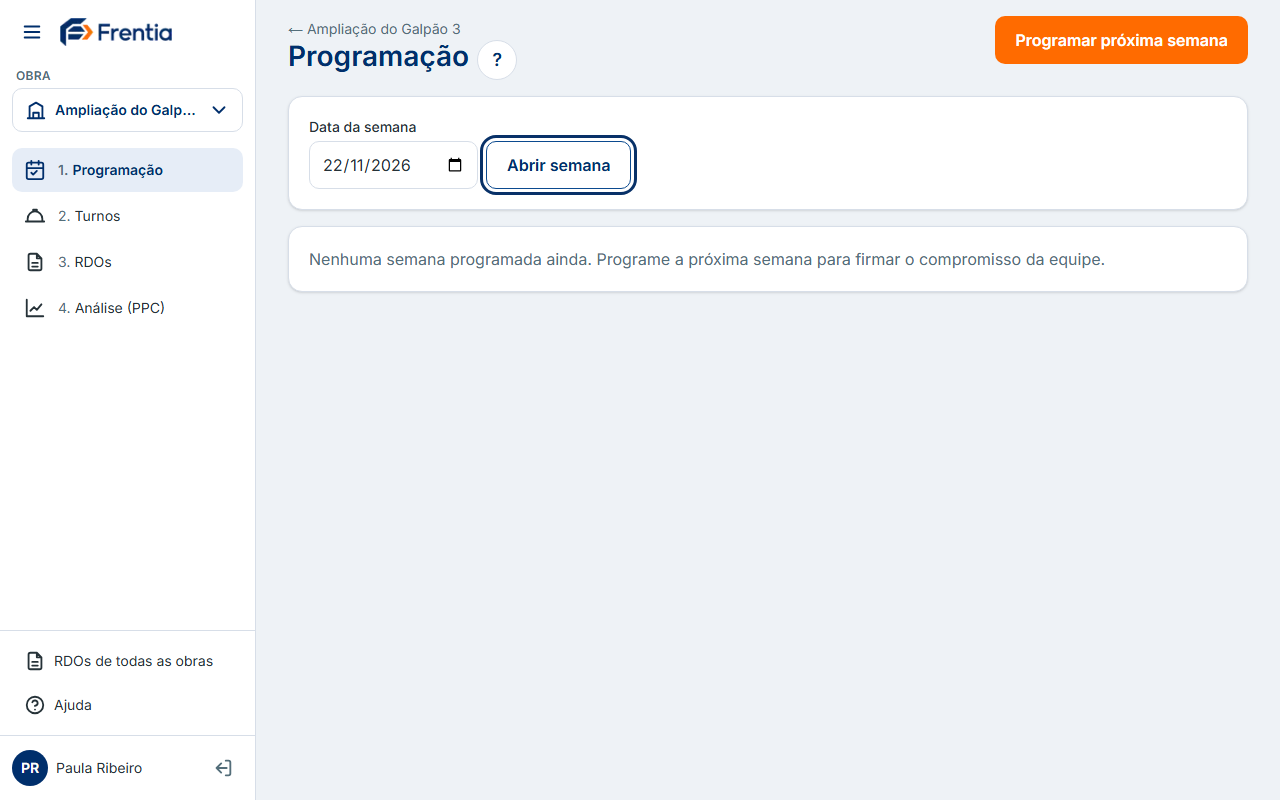 Frentia
OBRA
Ampliação do Galp...
1. Programação
2. Turnos
3. RDOs
4. Análise (PPC)
RDOs de todas as obras
Ajuda
PR Paula Ribeiro
← Ampliação do Galpão 3
Programação ?
Programar próxima semana
Data da semana
22/11/2026 Abrir semana
Nenhuma semana programada ainda. Programe a próxima semana para firmar o compromisso da equipe.